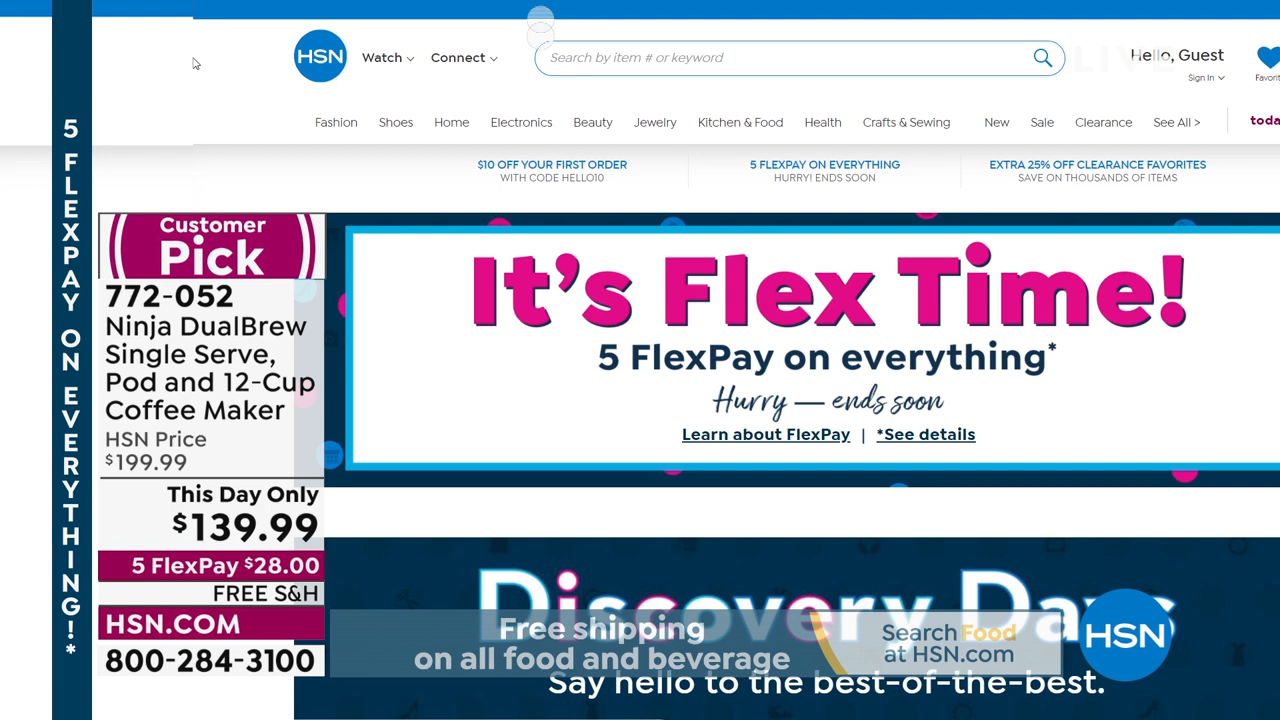 5 FLEXPAY ON EVERYTHING!*
HSN
Watch
Connect
Search by item # or keyword
LIVE
Hello, Guest
Sign In
Favorit
Fashion
Shoes
Home
Electronics
Beauty
Jewelry
Kitchen & Food
Health
Crafts & Sewing
New
Sale
Clearance
See All >
toda
$10 OFF YOUR FIRST ORDER
WITH CODE HELLO10
5 FLEXPAY ON EVERYTHING
HURRY! ENDS SOON
EXTRA 25% OFF CLEARANCE FAVORITES
SAVE ON THOUSANDS OF ITEMS
Customer
Pick
772-052
Ninja DualBrew
Single Serve,
Pod and 12-Cup
Coffee Maker
HSN Price
$199.99
This Day Only
$139.99
5 FlexPay $28.00
FREE S&H
HSN.COM
800-284-3100
It's Flex Time!
5 FlexPay on everything*
Hurry — ends soon
Learn about FlexPay | *See details
Discovery Days
Say hello to the best-of-the-best.
Free shipping
on all food and beverage
Search Food
at HSN.com
HSN